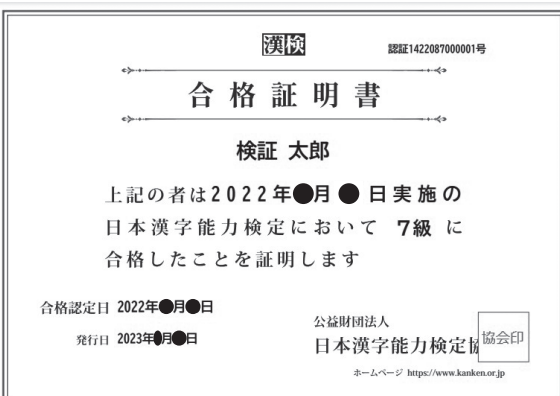 漢検
認証1422087000001号
合格証明書
検証 太郎
上記の者は2022年●月●日実施の
日本漢字能力検定において 7級 に
合格したことを証明します
合格認定日 2022年●月●日
発行日 2023年●月●日
公益財団法人
日本漢字能力検定協
協会印
ホームページ https://www.kanken.or.jp